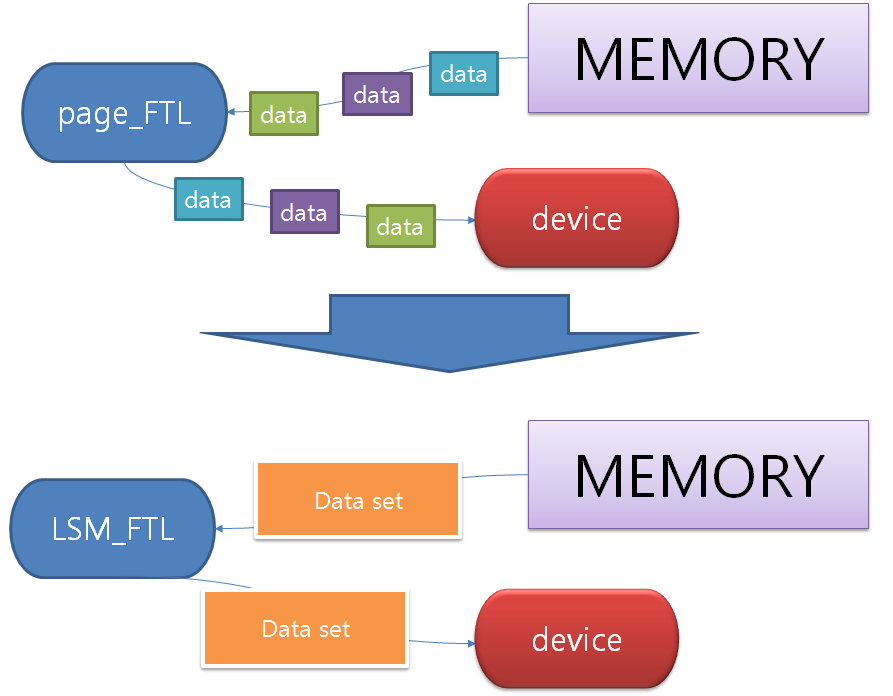 MEMORY
data
data
data
page_FTL
data
data
data
device
MEMORY
Data set
LSM_FTL
Data set
device